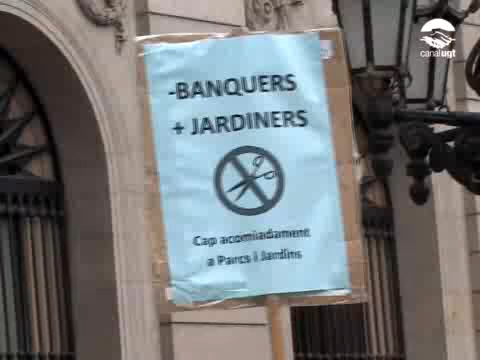 canalugt
-BANQUERS
+ JARDINERS
Cap acomiadament
a Parcs i Jardins